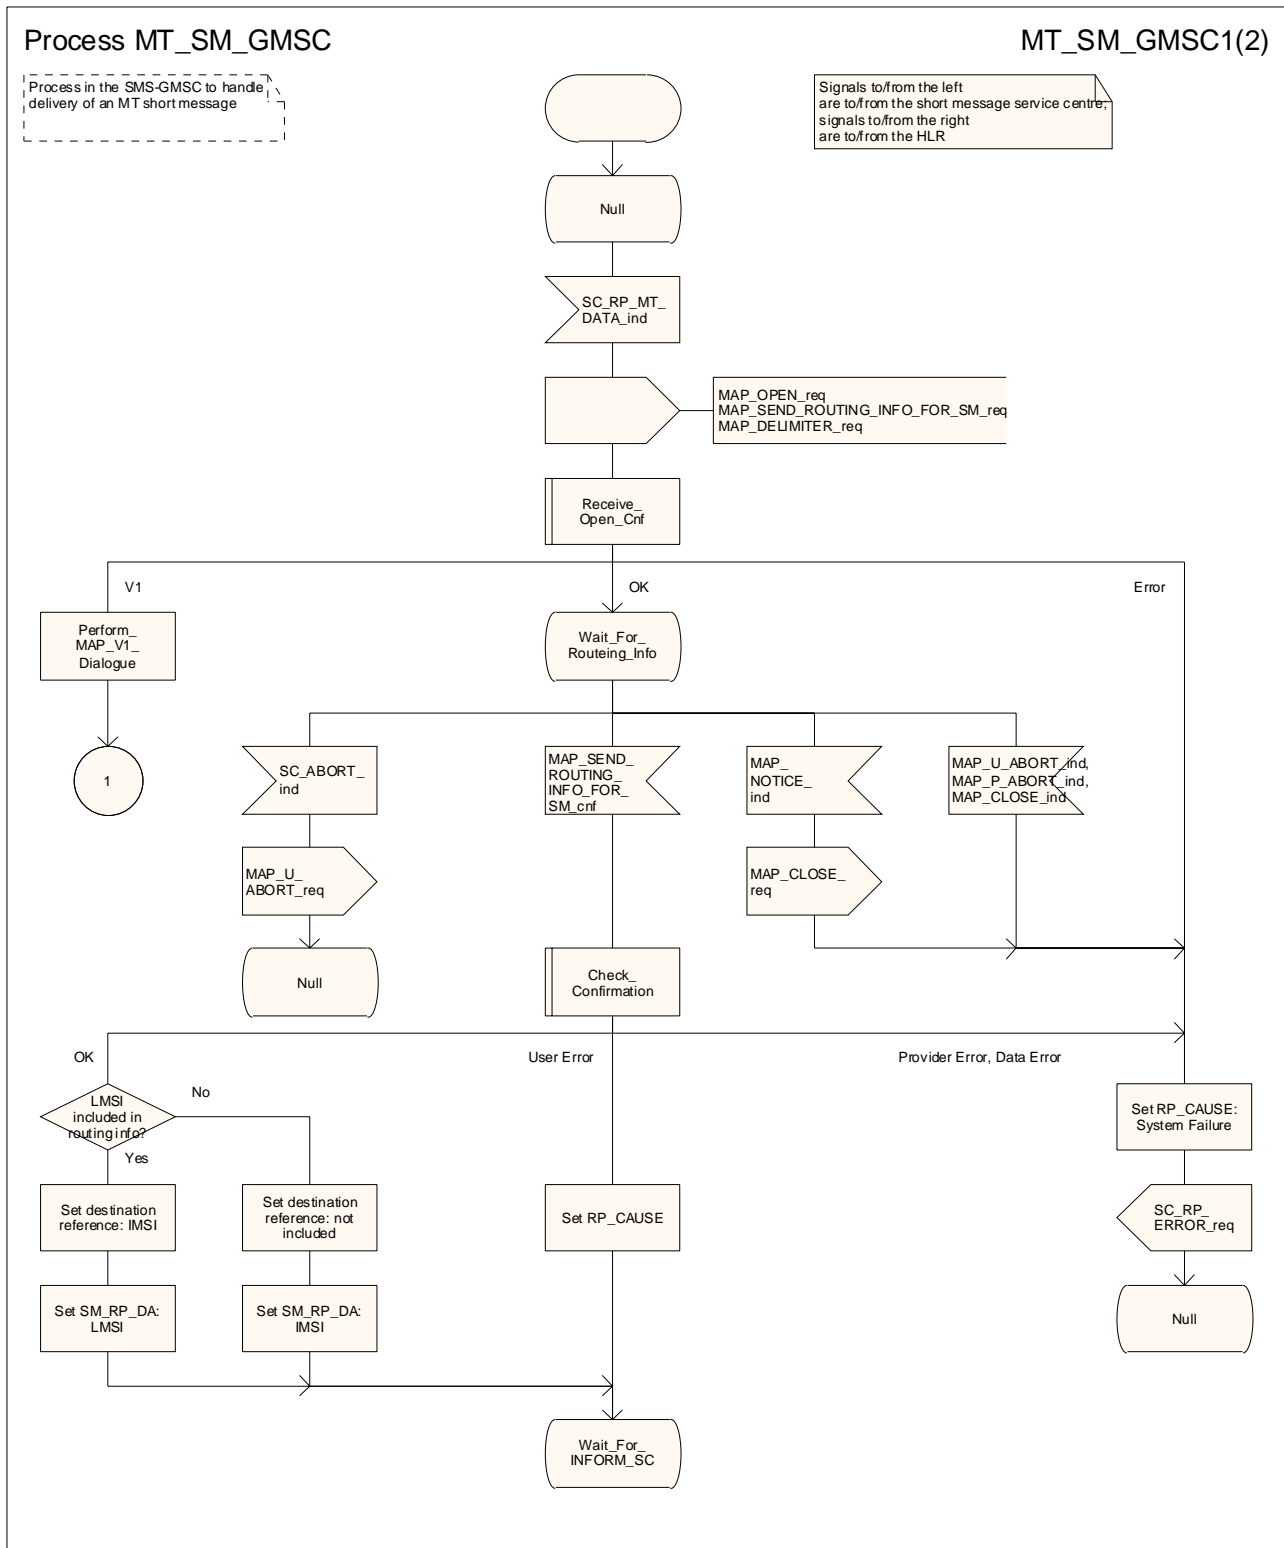 Process MT_SM_GMSC
MT_SM_GMSC1(2)
Process in the SMS-GMSC to handle
delivery of an MT short message
Signals to/from the left
are to/from the short message service centre;
signals to/from the right
are to/from the HLR
Null
SC_RP_MT_
DATA_ind
MAP_OPEN_req
MAP_SEND_ROUTING_INFO_FOR_SM_req
MAP_DELIMITER_req
Receive_
Open_Cnf
V1
OK
Error
Perform_
MAP_V1_
Dialogue
Wait_For_
Routeing_Info
1
SC_ABORT_
ind
MAP_SEND_
ROUTING_
INFO_FOR_
SM_cnf
MAP_
NOTICE_
ind
MAP_U_ABORT_ind,
MAP_P_ABORT_ind,
MAP_CLOSE_ind
MAP_U_
ABORT_req
MAP_CLOSE_
req
Null
Check_
Confirmation
OK
User Error
Provider Error, Data Error
LMSI
included in
routing info?
No
Yes
Set RP_CAUSE:
System Failure
Set destination
reference: IMSI
Set destination
reference: not
included
Set RP_CAUSE
SC_RP_
ERROR_req
Set SM_RP_DA:
LMSI
Set SM_RP_DA:
IMSI
Null
Wait_For_
INFORM_SC